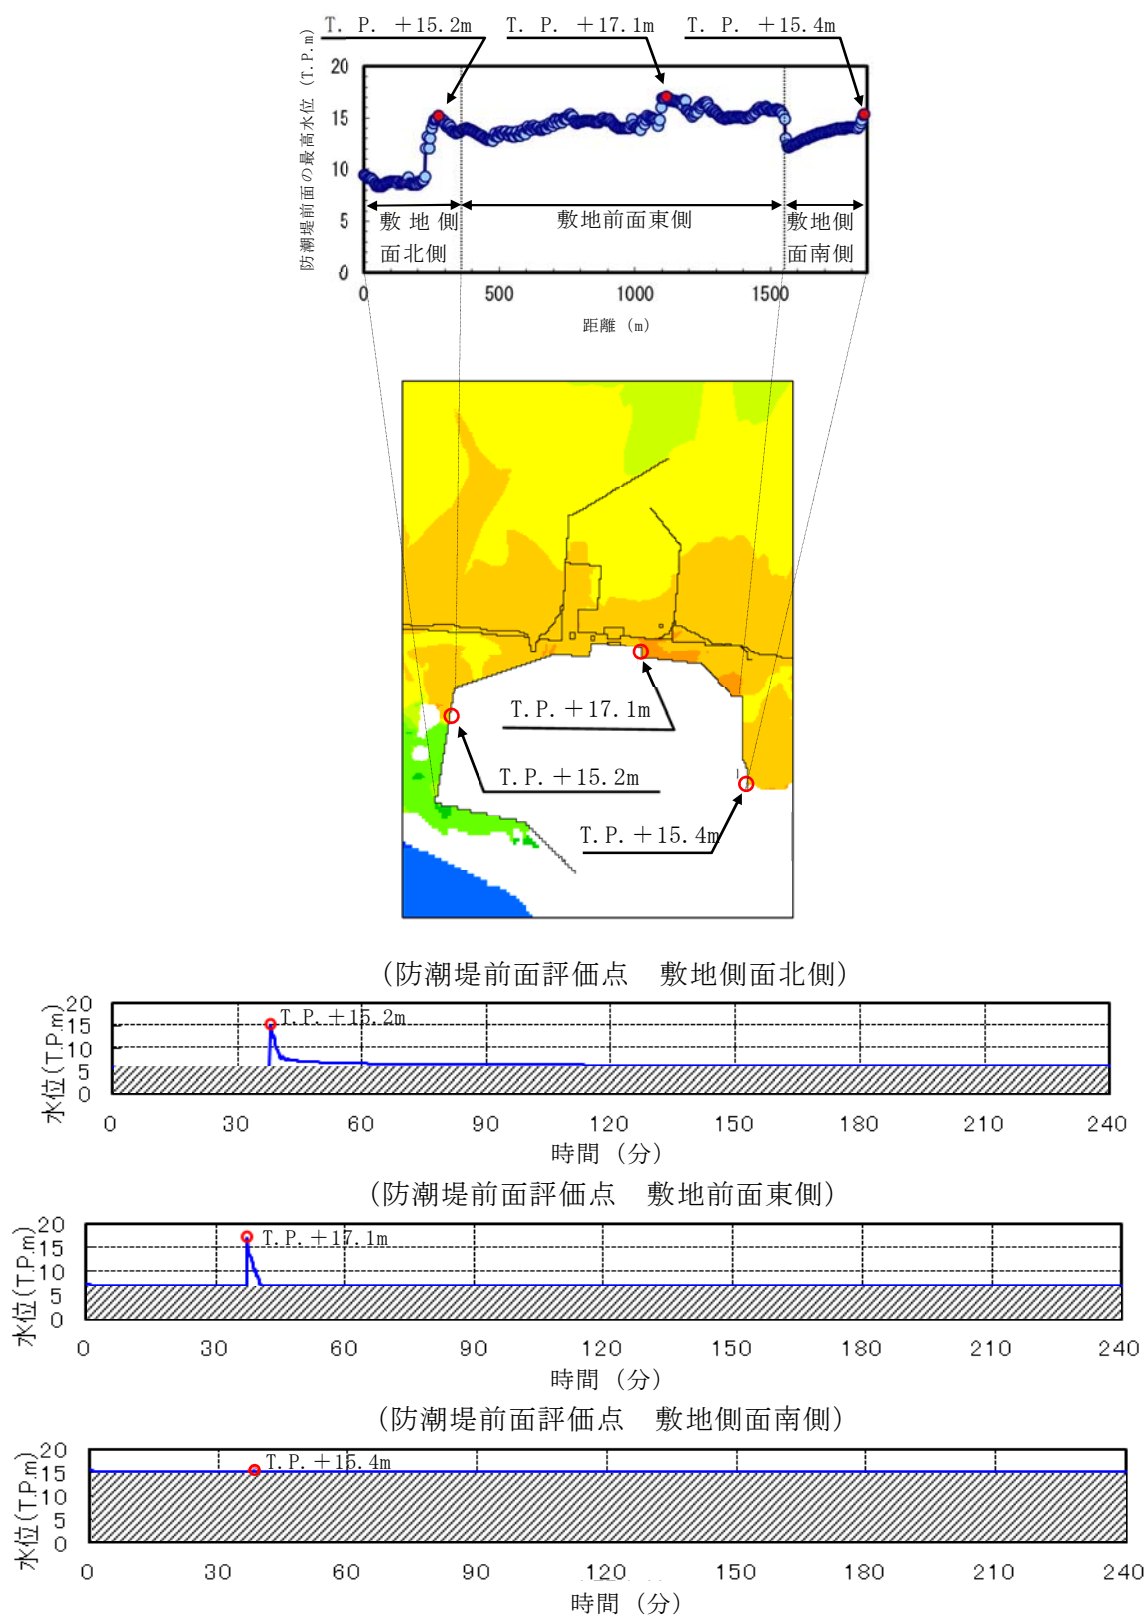 T. P. +15.2m
T. P. +17.1m
T. P. +15.4m
防潮堤前面の最高水位 (T.P.m)
20
15
10
5
0
敷地側
面北側
敷地前面東側
敷地側
面南側
0 500 1000 1500
距離 (m)
T.P.+17.1m
T.P.+15.2m
T.P.+15.4m
(防潮堤前面評価点 敷地側面北側)
水位(T.P.m)
20
15
10
5
0
T.P.+15.2m
0 30 60 90 120 150 180 210 240
時間 (分)
(防潮堤前面評価点 敷地前面東側)
水位(T.P.m)
20
15
10
5
0
T.P.+17.1m
0 30 60 90 120 150 180 210 240
時間 (分)
(防潮堤前面評価点 敷地側面南側)
水位(T.P.m)
20
15
10
5
0
T.P.+15.4m
0 30 60 90 120 150 180 210 240
時間 (分)